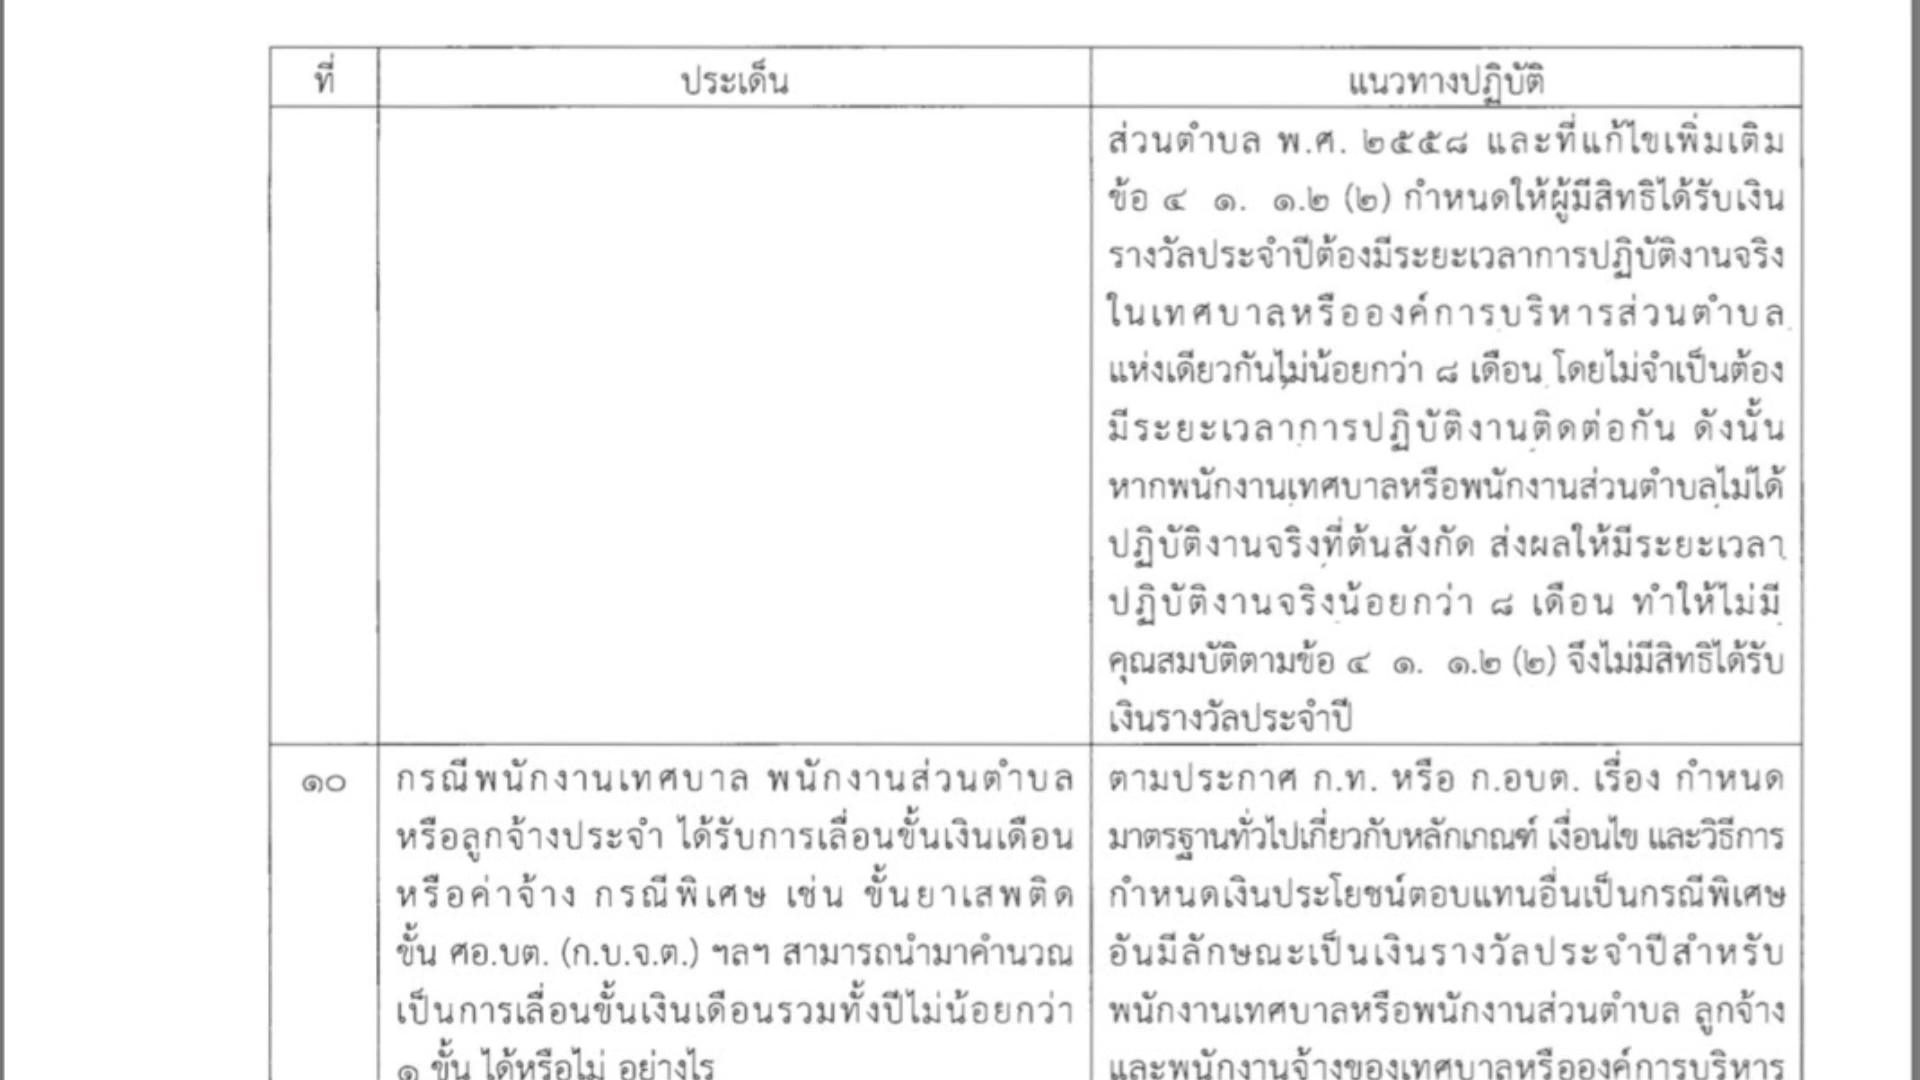 ที่ ประเด็น แนวทางปฏิบัติ
ส่วนตำบล พ.ศ. ๒๕๕๘ และที่แก้ไขเพิ่มเติม
ข้อ ๔ ๑. ๑.๒ (๒) กำหนดให้ผู้มีสิทธิได้รับเงิน
รางวัลประจำปีต้องมีระยะเวลาการปฏิบัติงานจริง
ในเทศบาลหรือองค์การบริหารส่วนตำบล
แห่งเดียวกันไม่น้อยกว่า ๘ เดือน โดยไม่จำเป็นต้อง
มีระยะเวลาการปฏิบัติงานติดต่อกัน ดังนั้น
หากพนักงานเทศบาลหรือพนักงานส่วนตำบลไม่ได้
ปฏิบัติงานจริงที่ต้นสังกัด ส่งผลให้มีระยะเวลา
ปฏิบัติงานจริงน้อยกว่า ๘ เดือน ทำให้ไม่มี
คุณสมบัติตามข้อ ๔ ๑. ๑.๒ (๒) จึงไม่มีสิทธิได้รับ
เงินรางวัลประจำปี
๑๐
กรณีพนักงานเทศบาล พนักงานส่วนตำบล
หรือลูกจ้างประจำ ได้รับการเลื่อนขั้นเงินเดือน
หรือค่าจ้าง กรณีพิเศษ เช่น ขั้นยาเสพติด
ขั้น ศอ.บต. (ก.บ.จ.ต.) ฯลฯ สามารถนำมาคำนวณ
เป็นการเลื่อนขั้นเงินเดือนรวมทั้งปีไม่น้อยกว่า
๑ ขั้น ได้หรือไม่ อย่างไร
ตามประกาศ ก.ท. หรือ ก.อบต. เรื่อง กำหนด
มาตรฐานทั่วไปเกี่ยวกับหลักเกณฑ์ เงื่อนไข และวิธีการ
กำหนดเงินประโยชน์ตอบแทนอื่นเป็นกรณีพิเศษ
อันมีลักษณะเป็นเงินรางวัลประจำปีสำหรับ
พนักงานเทศบาลหรือพนักงานส่วนตำบล ลูกจ้าง
และพนักงานจ้างของเทศบาลหรือองค์การบริหาร